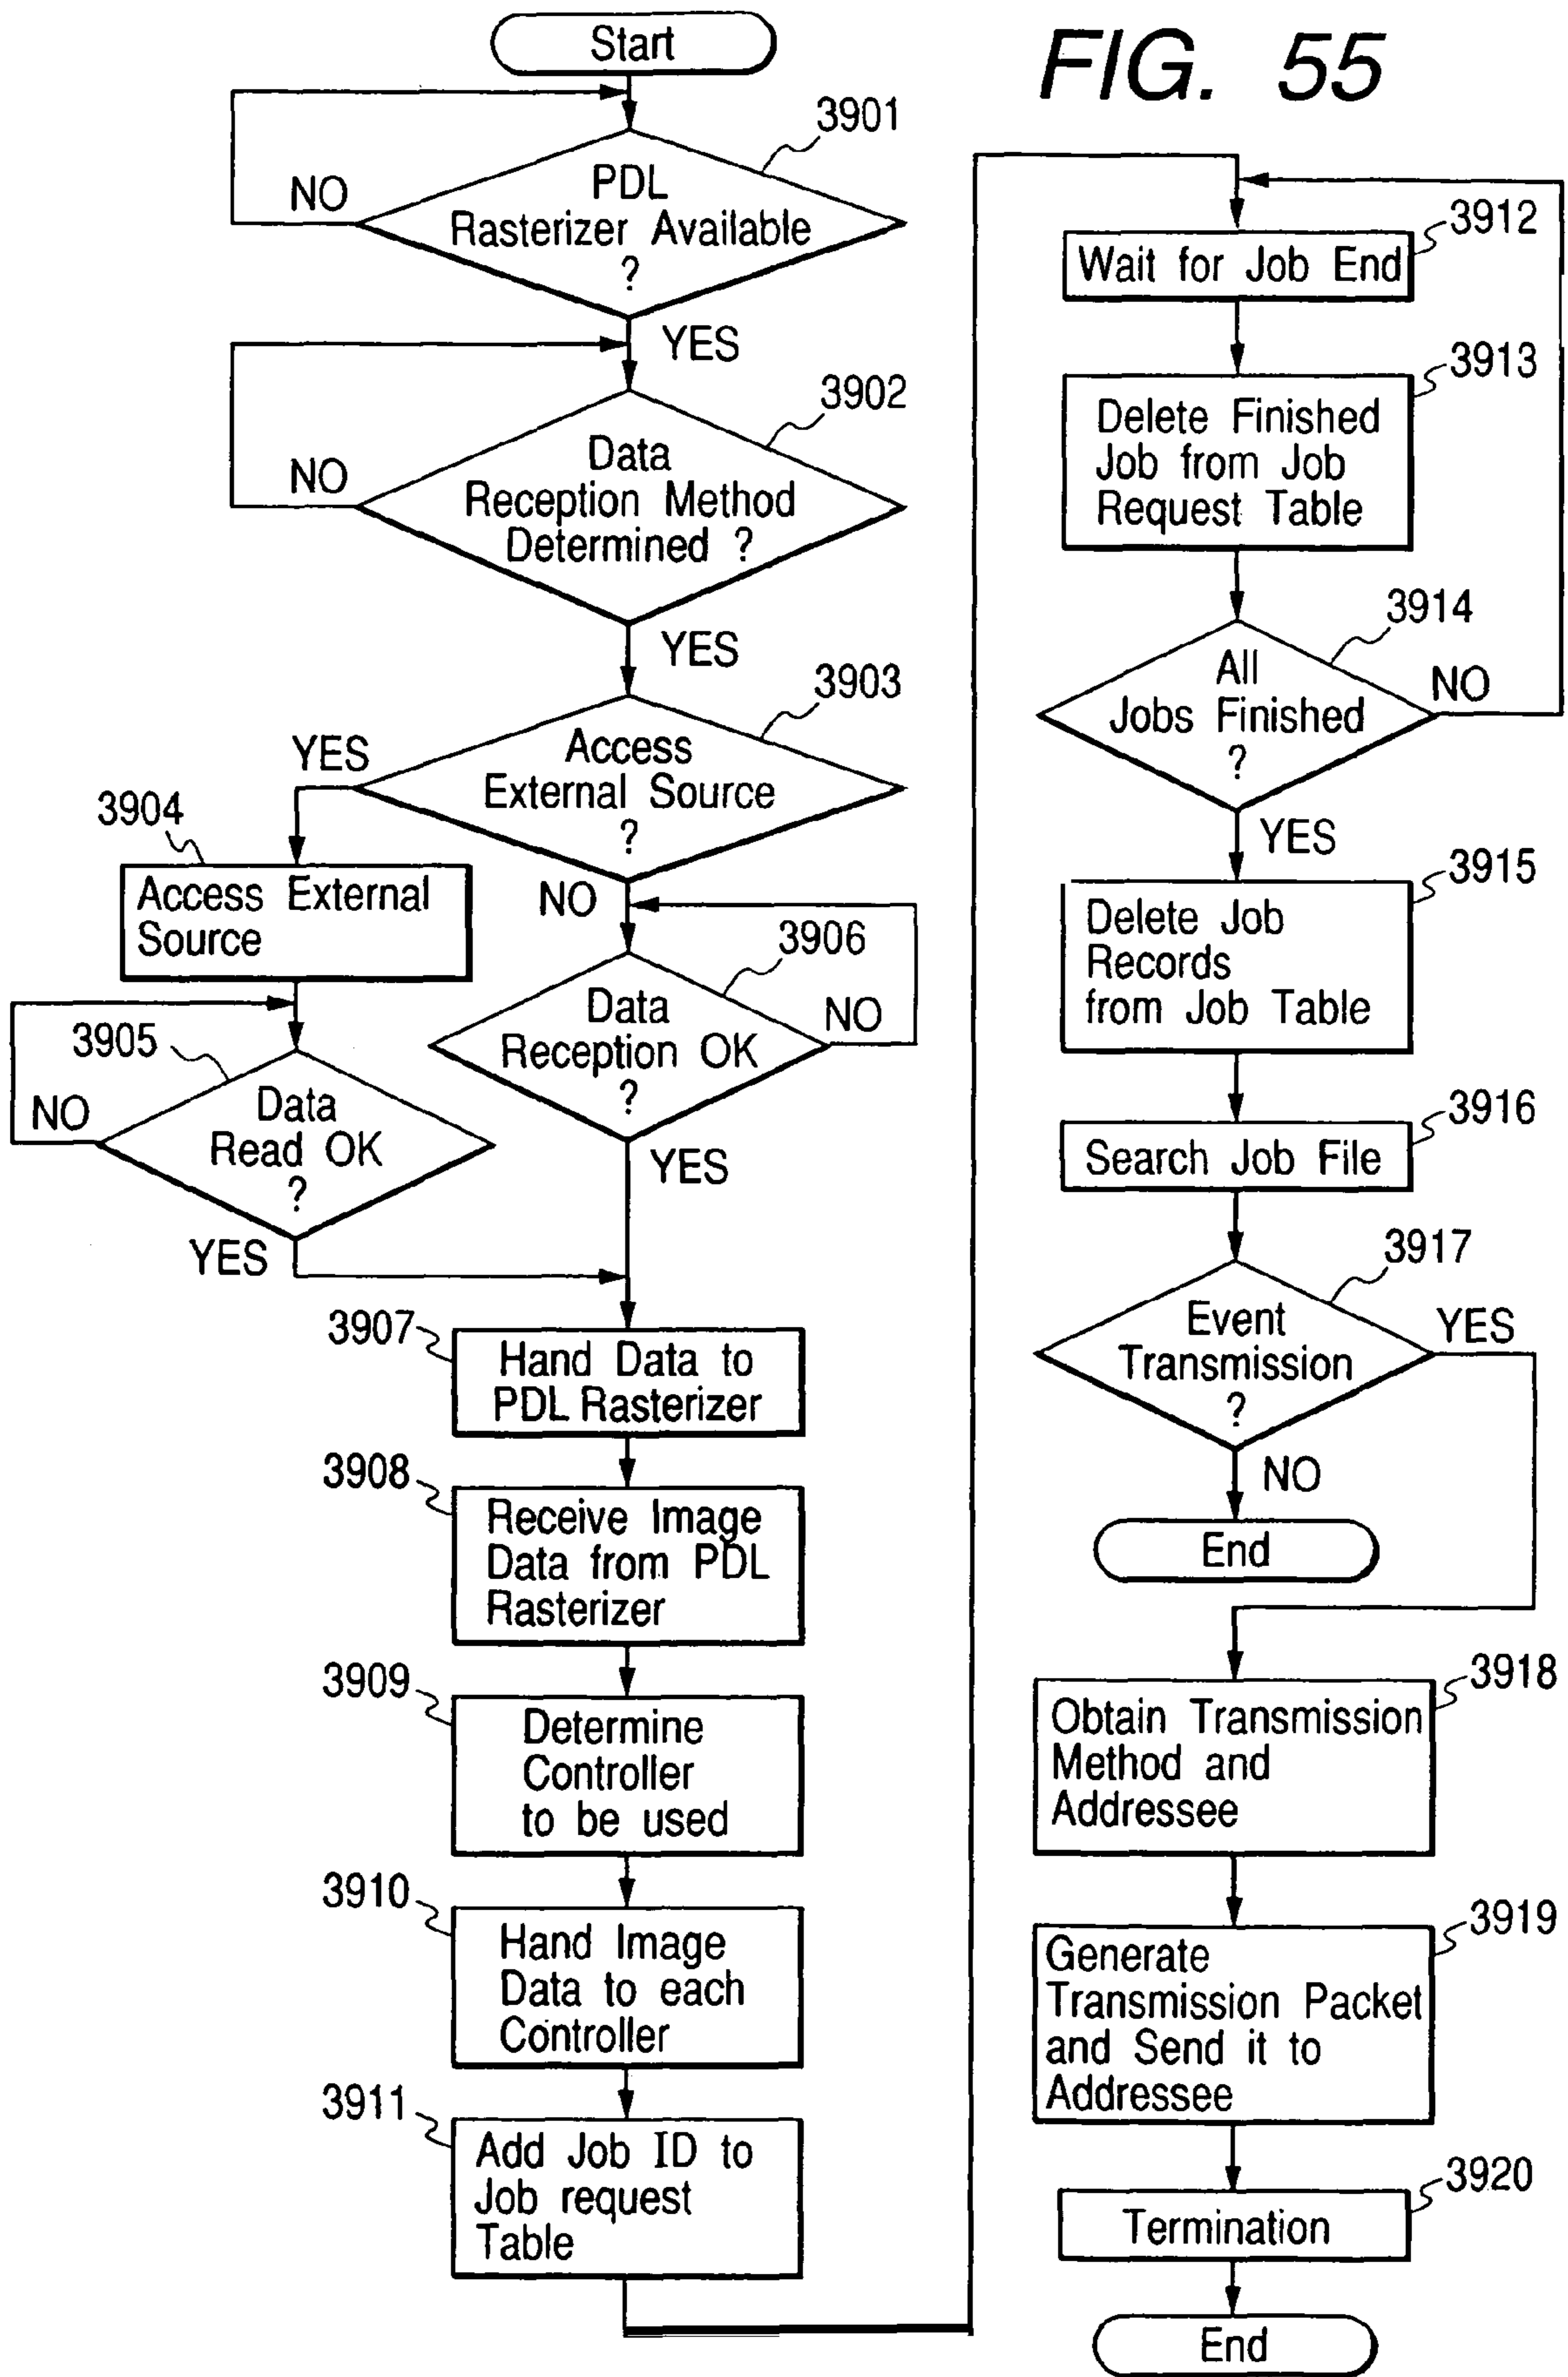 FIG. 55
Start
3901
PDL
Rasterizer Available
?
NO
YES
3902
Data
Reception Method
Determined ?
NO
YES
3903
Access
External Source
?
YES
NO
3904
Access External
Source
3905
Data
Read OK
?
NO
YES
3906
Data
Reception OK
?
NO
YES
3907
Hand Data to
PDL Rasterizer
3908
Receive Image
Data from PDL
Rasterizer
3909
Determine
Controller
to be used
3910
Hand Image
Data to each
Controller
3911
Add Job ID to
Job request
Table
3912
Wait for Job End
3913
Delete Finished
Job from Job
Request Table
3914
All
Jobs Finished
?
NO
YES
3915
Delete Job
Records
from Job Table
3916
Search Job File
3917
Event
Transmission
?
YES
NO
End
3918
Obtain Transmission
Method and
Addressee
3919
Generate
Transmission Packet
and Send it to
Addressee
3920
Termination
End